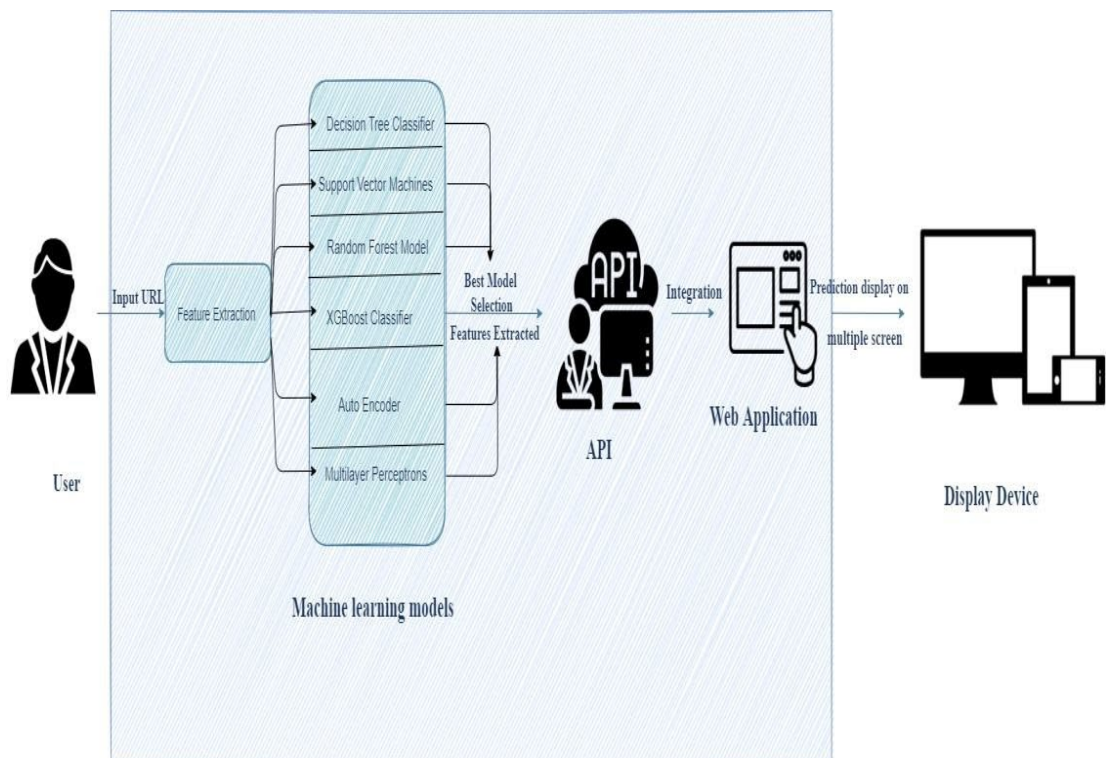 Input URL
User
Feature Extraction
Decision Tree Classifier
Support Vector Machines
Random Forest Model
XGBoost Classifier
Auto Encoder
Multilayer Perceptrons
Machine learning models
Best Model
Selection
Features Extracted
API
API
Integration
Web Application
Prediction display on
multiple screen
Display Device